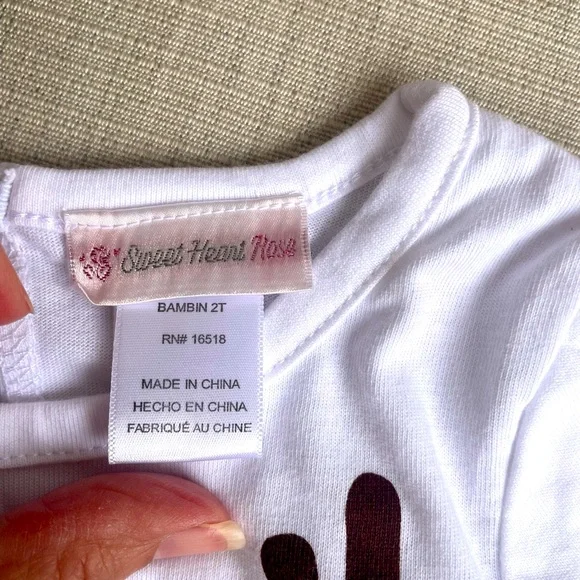 Sweet Heart Rose
BAMBIN 2T
RN# 16518
MADE IN CHINA
HECHO EN CHINA
FABRIQUÉ AU CHINE